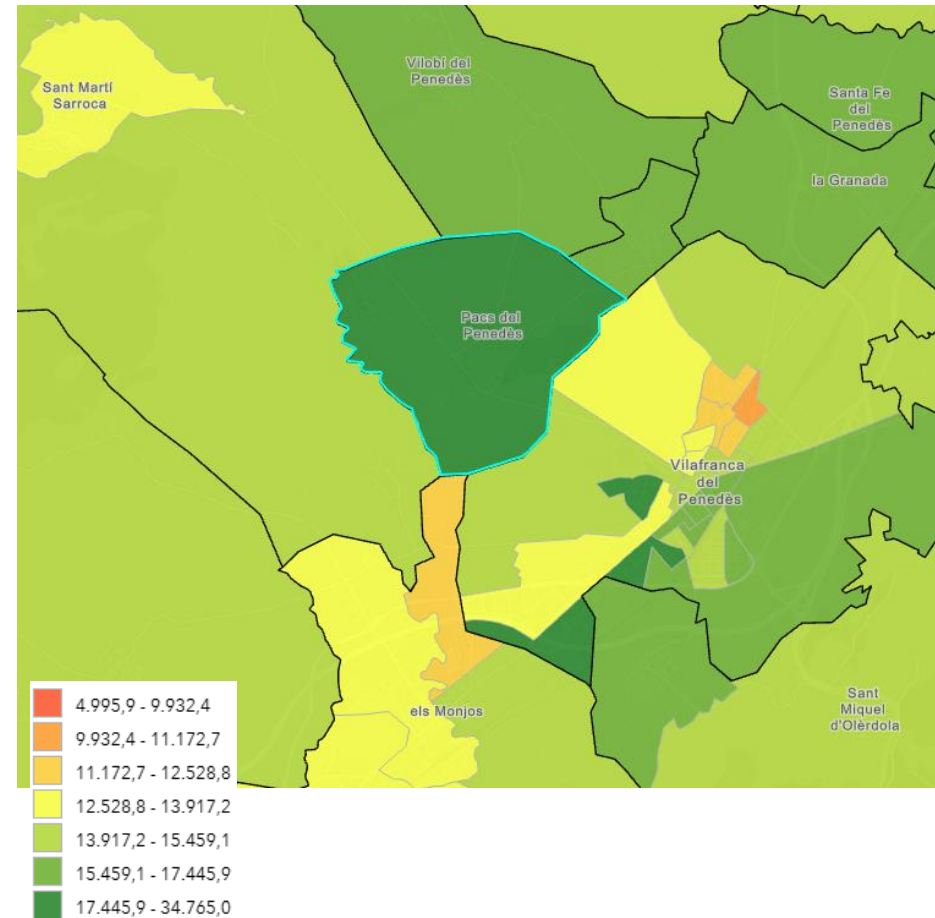 Vilobí del
Penedès
Sant Martí
Sarroca
Santa Fe
del
Penedès
la Granada
Pacs del
Penedès
Vilafranca
del
Penedès
Sant
Miquel
d'Olèrdola
els Monjos
4.995,9 - 9.932,4
9.932,4 - 11.172,7
11.172,7 - 12.528,8
12.528,8 - 13.917,2
13.917,2 - 15.459,1
15.459,1 - 17.445,9
17.445,9 - 34.765,0